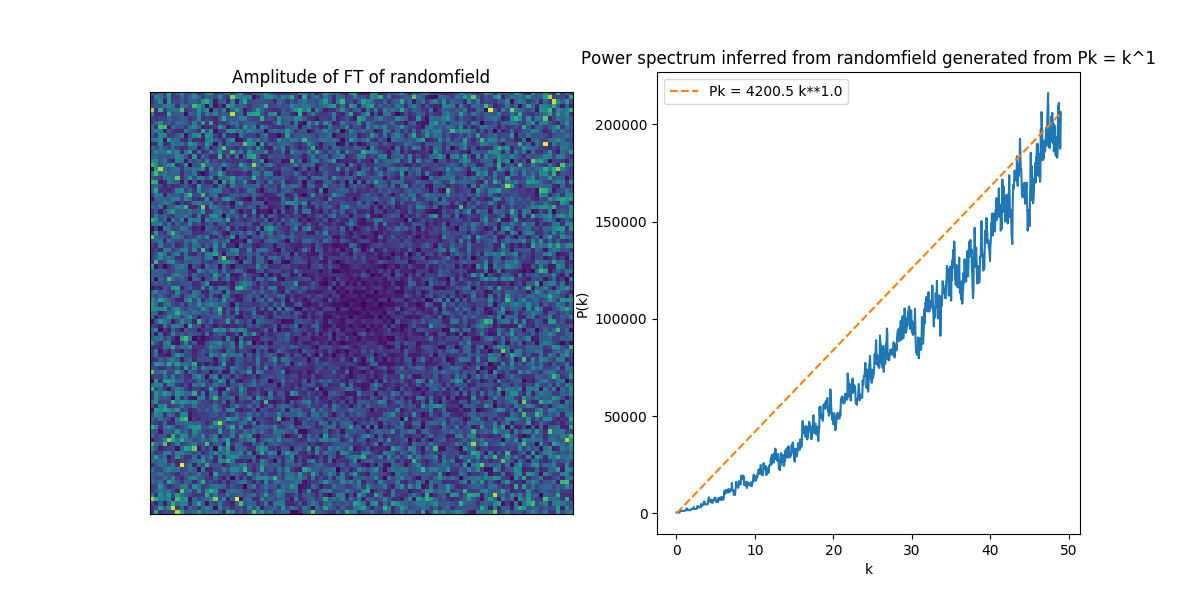 Amplitude of FT of randomfield
Power spectrum inferred from randomfield generated from Pk = k^1
Pk = 4200.5 k**1.0
P(k)
200000
150000
100000
50000
0
0 10 20 30 40 50
k